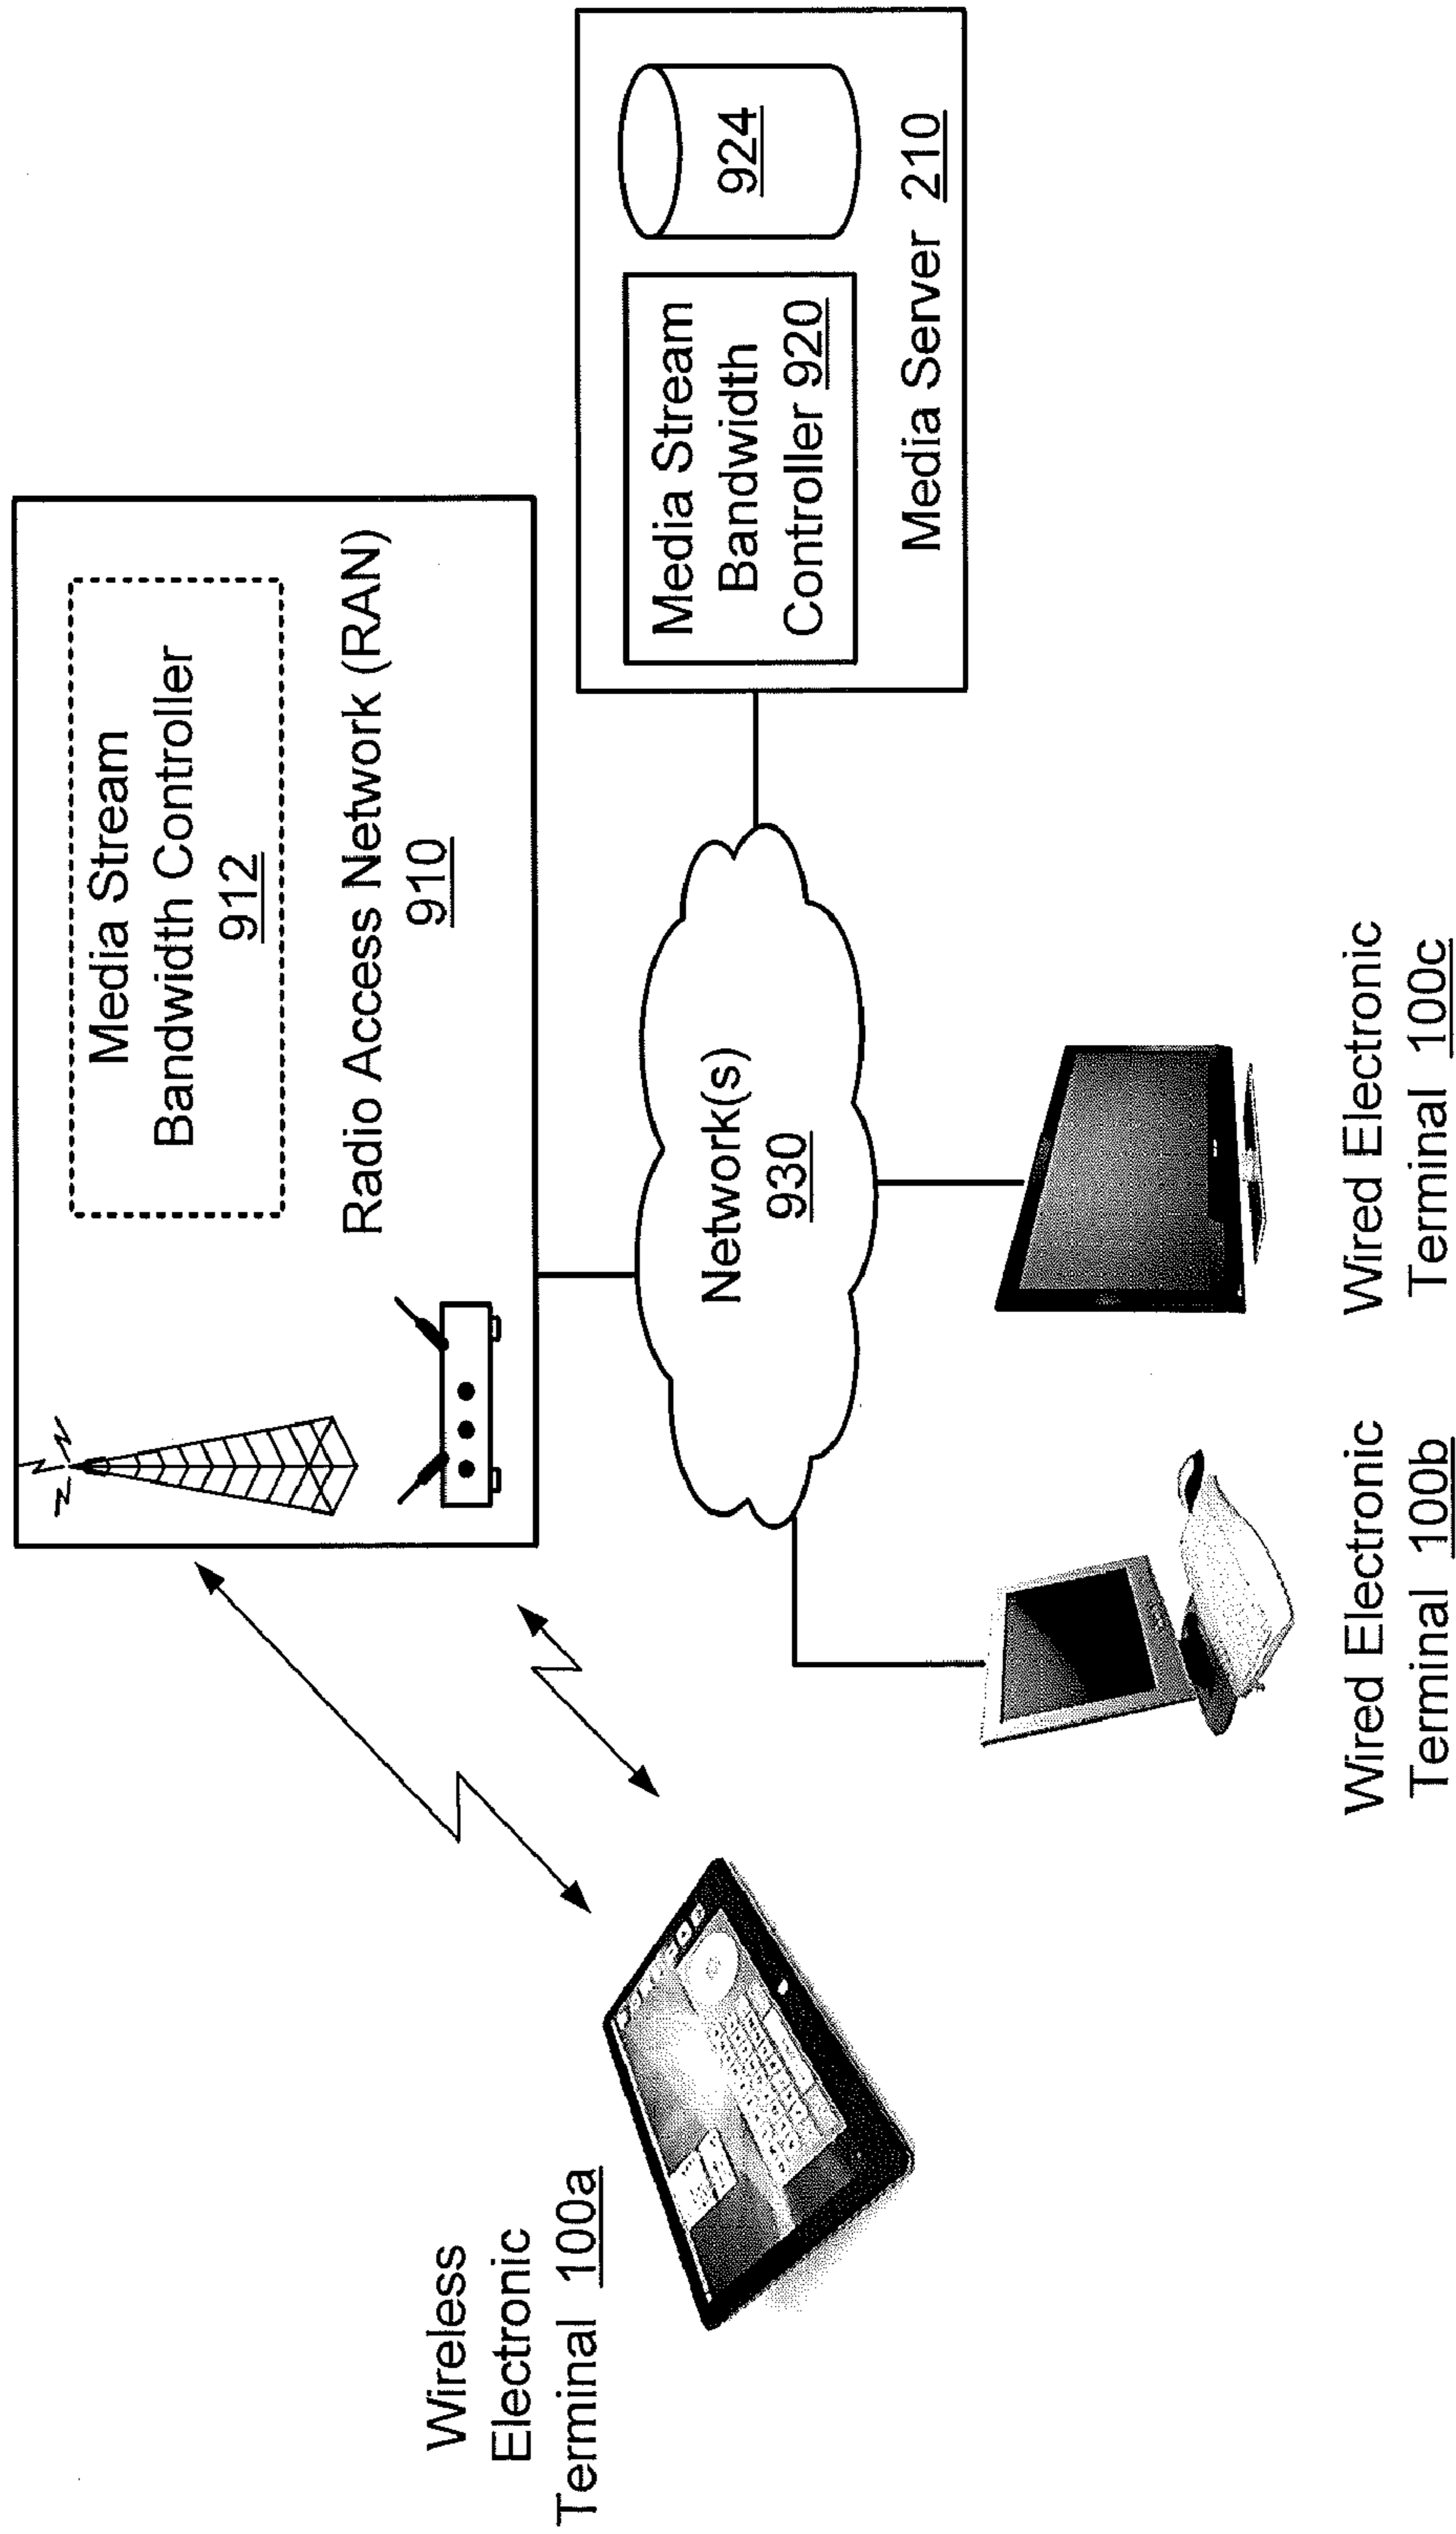 Media Stream
Bandwidth Controller
912
Radio Access Network (RAN)
910
Wireless
Electronic
Terminal 100a
Network(s)
930
Media Stream
Bandwidth
Controller 920
924
Media Server 210
Wired Electronic
Terminal 100b
Wired Electronic
Terminal 100c